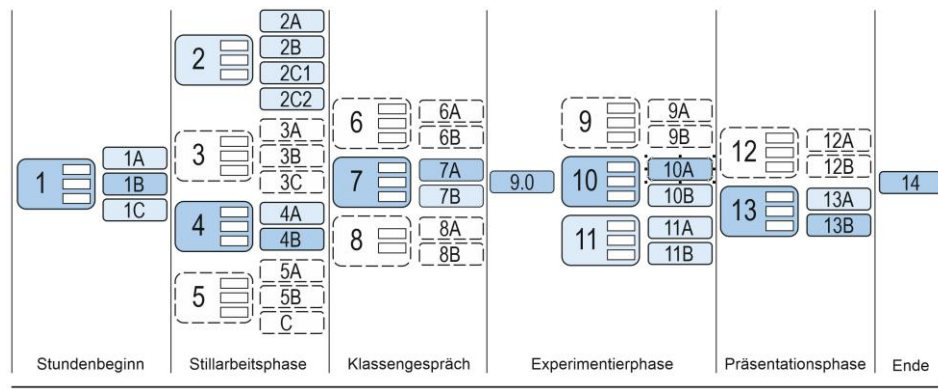 1
1A
1B
1C
Stundenbeginn
2
2A
2B
2C1
2C2
3
3A
3B
3C
4
4A
4B
5
5A
5B
C
Stillarbeitsphase
6
6A
6B
7
7A
7B
8
8A
8B
Klassengespräch
9.0
9
9A
9B
10
10A
10B
11
11A
11B
Experimentierphase
12
12A
12B
13
13A
13B
Präsentationsphase
14
Ende